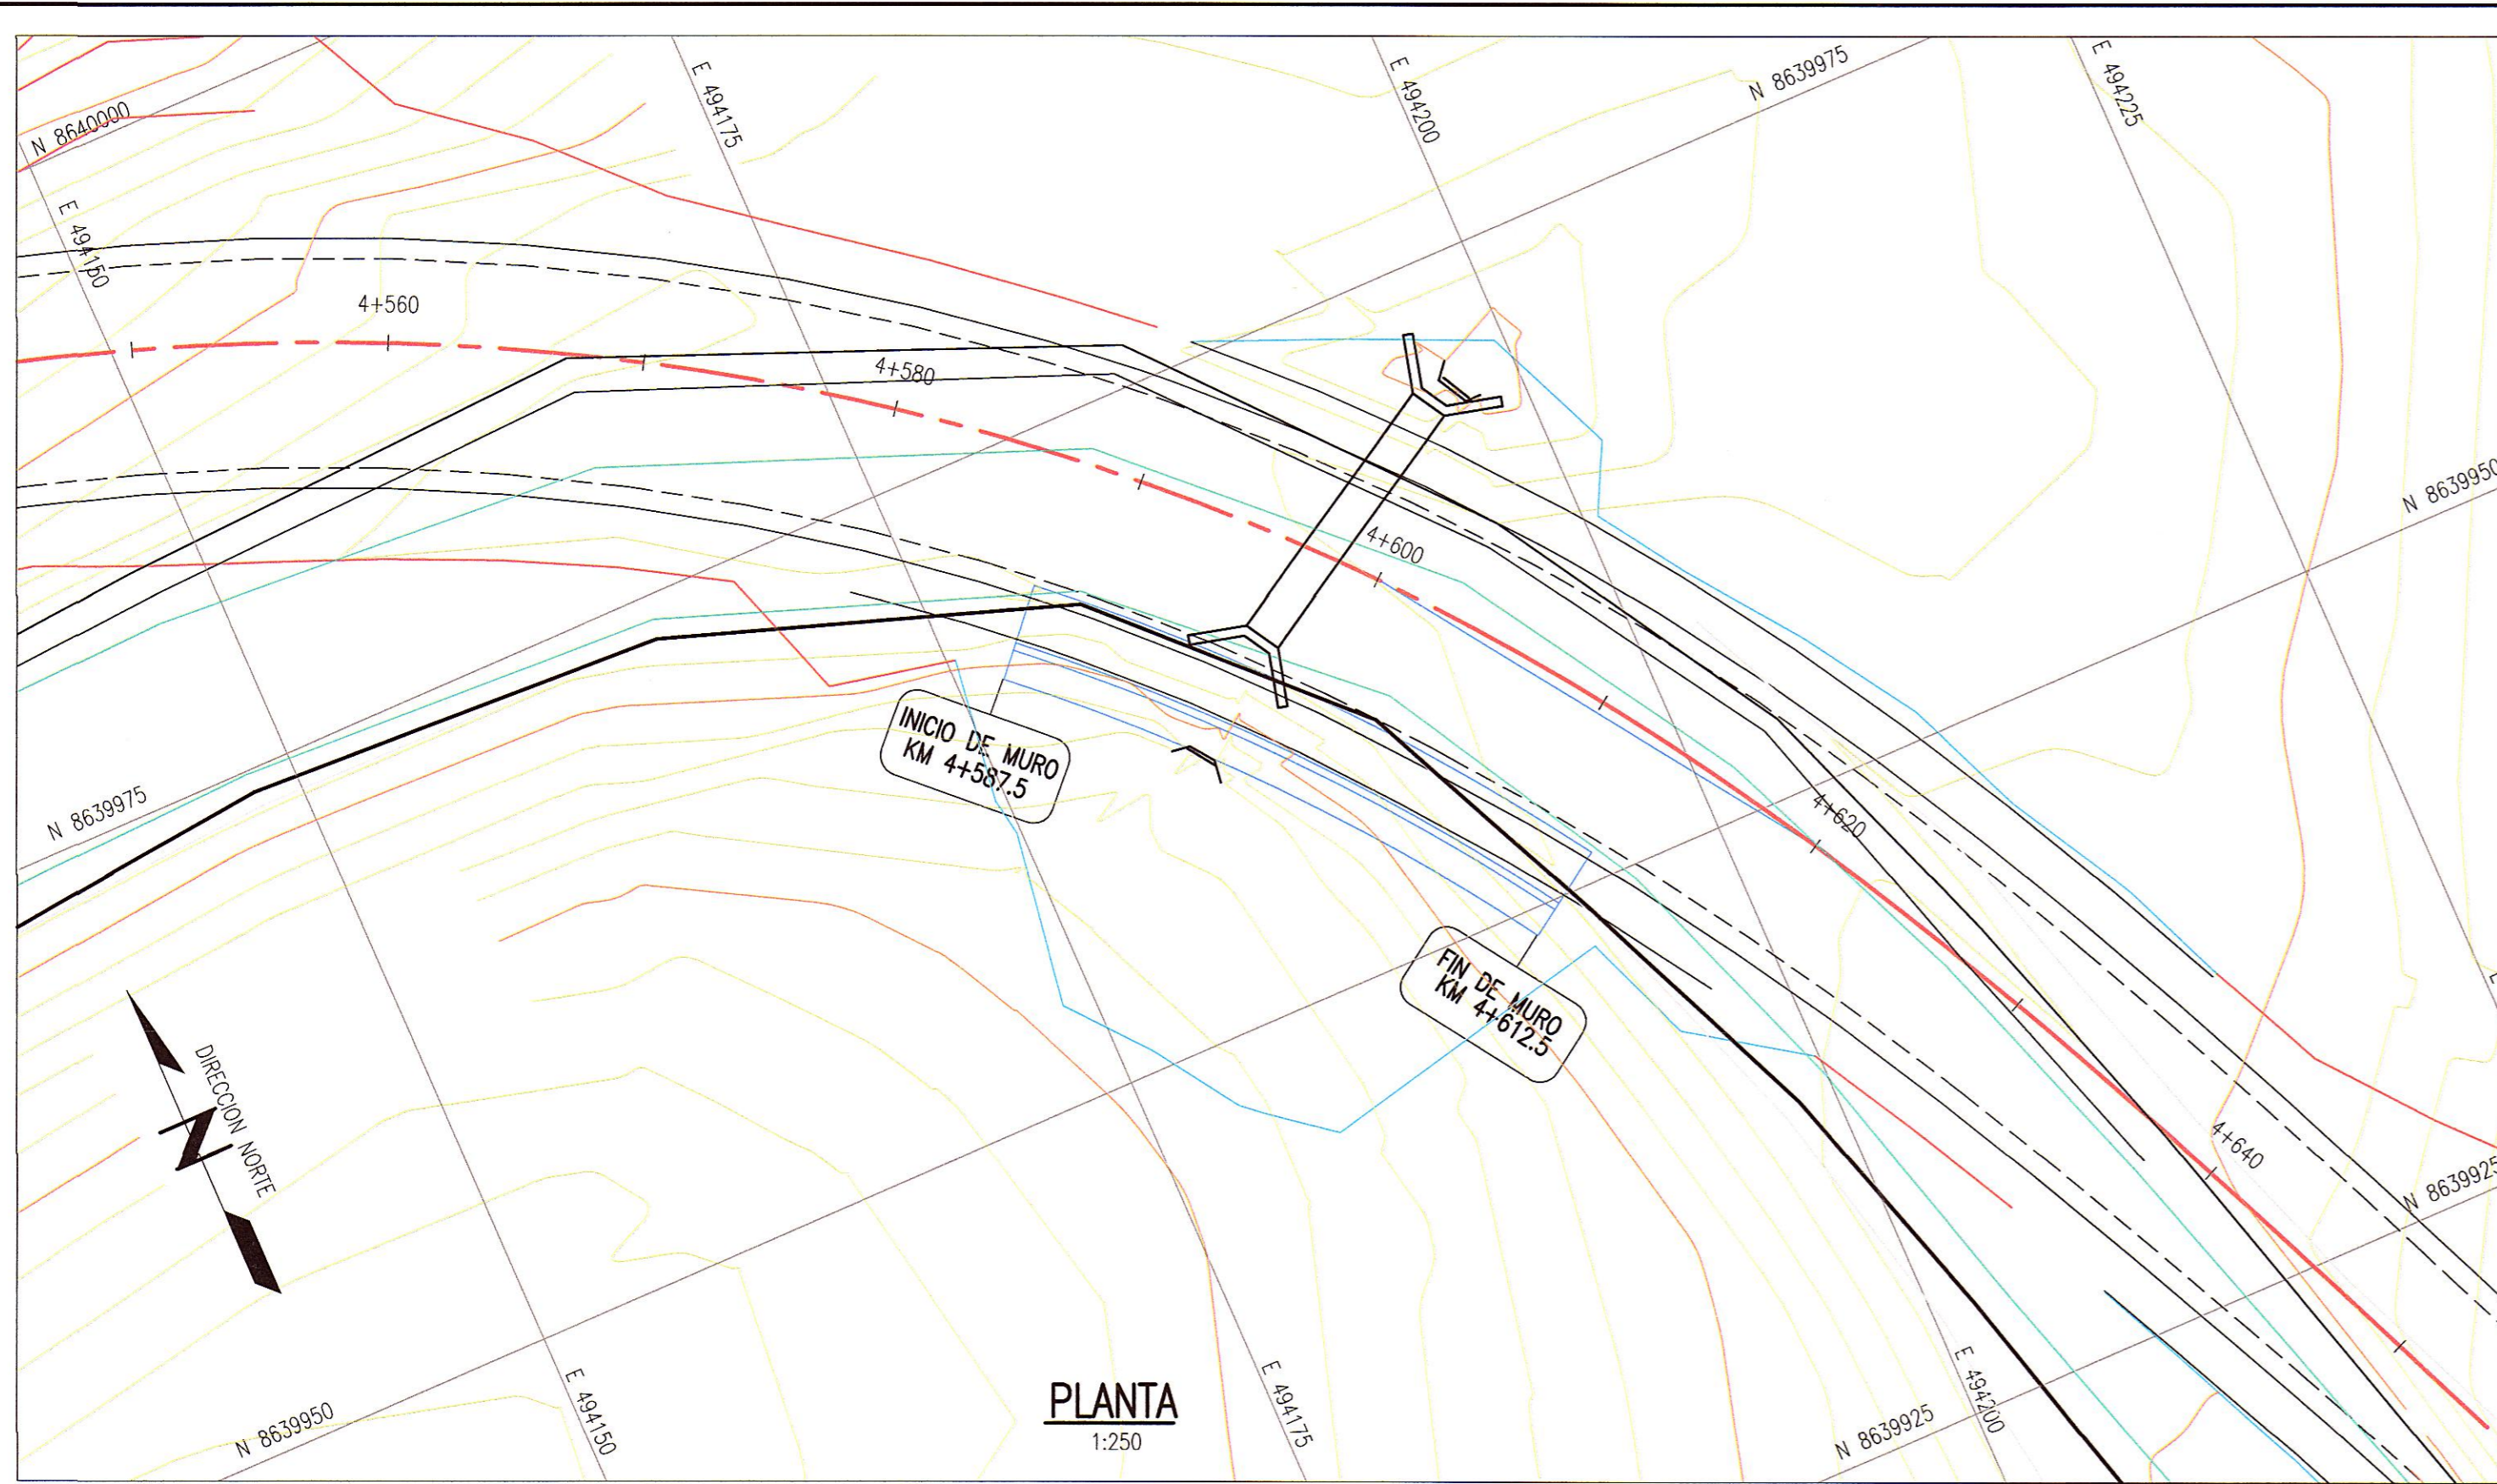 E 494175
E 494200
N 8639975
E 494225
N 8640000
E 494150
4+560
4+580
N 8639950
4+600
INICIO DE MURO
KM 4+587.5
N 8639975
4+620
FIN DE MURO
KM 4+612.5
DIRECCION NORTE
N
4+640
N 8639925
E 494150
E 494175
E 494200
PLANTA
1:250
N 8639950
N 8639925
E